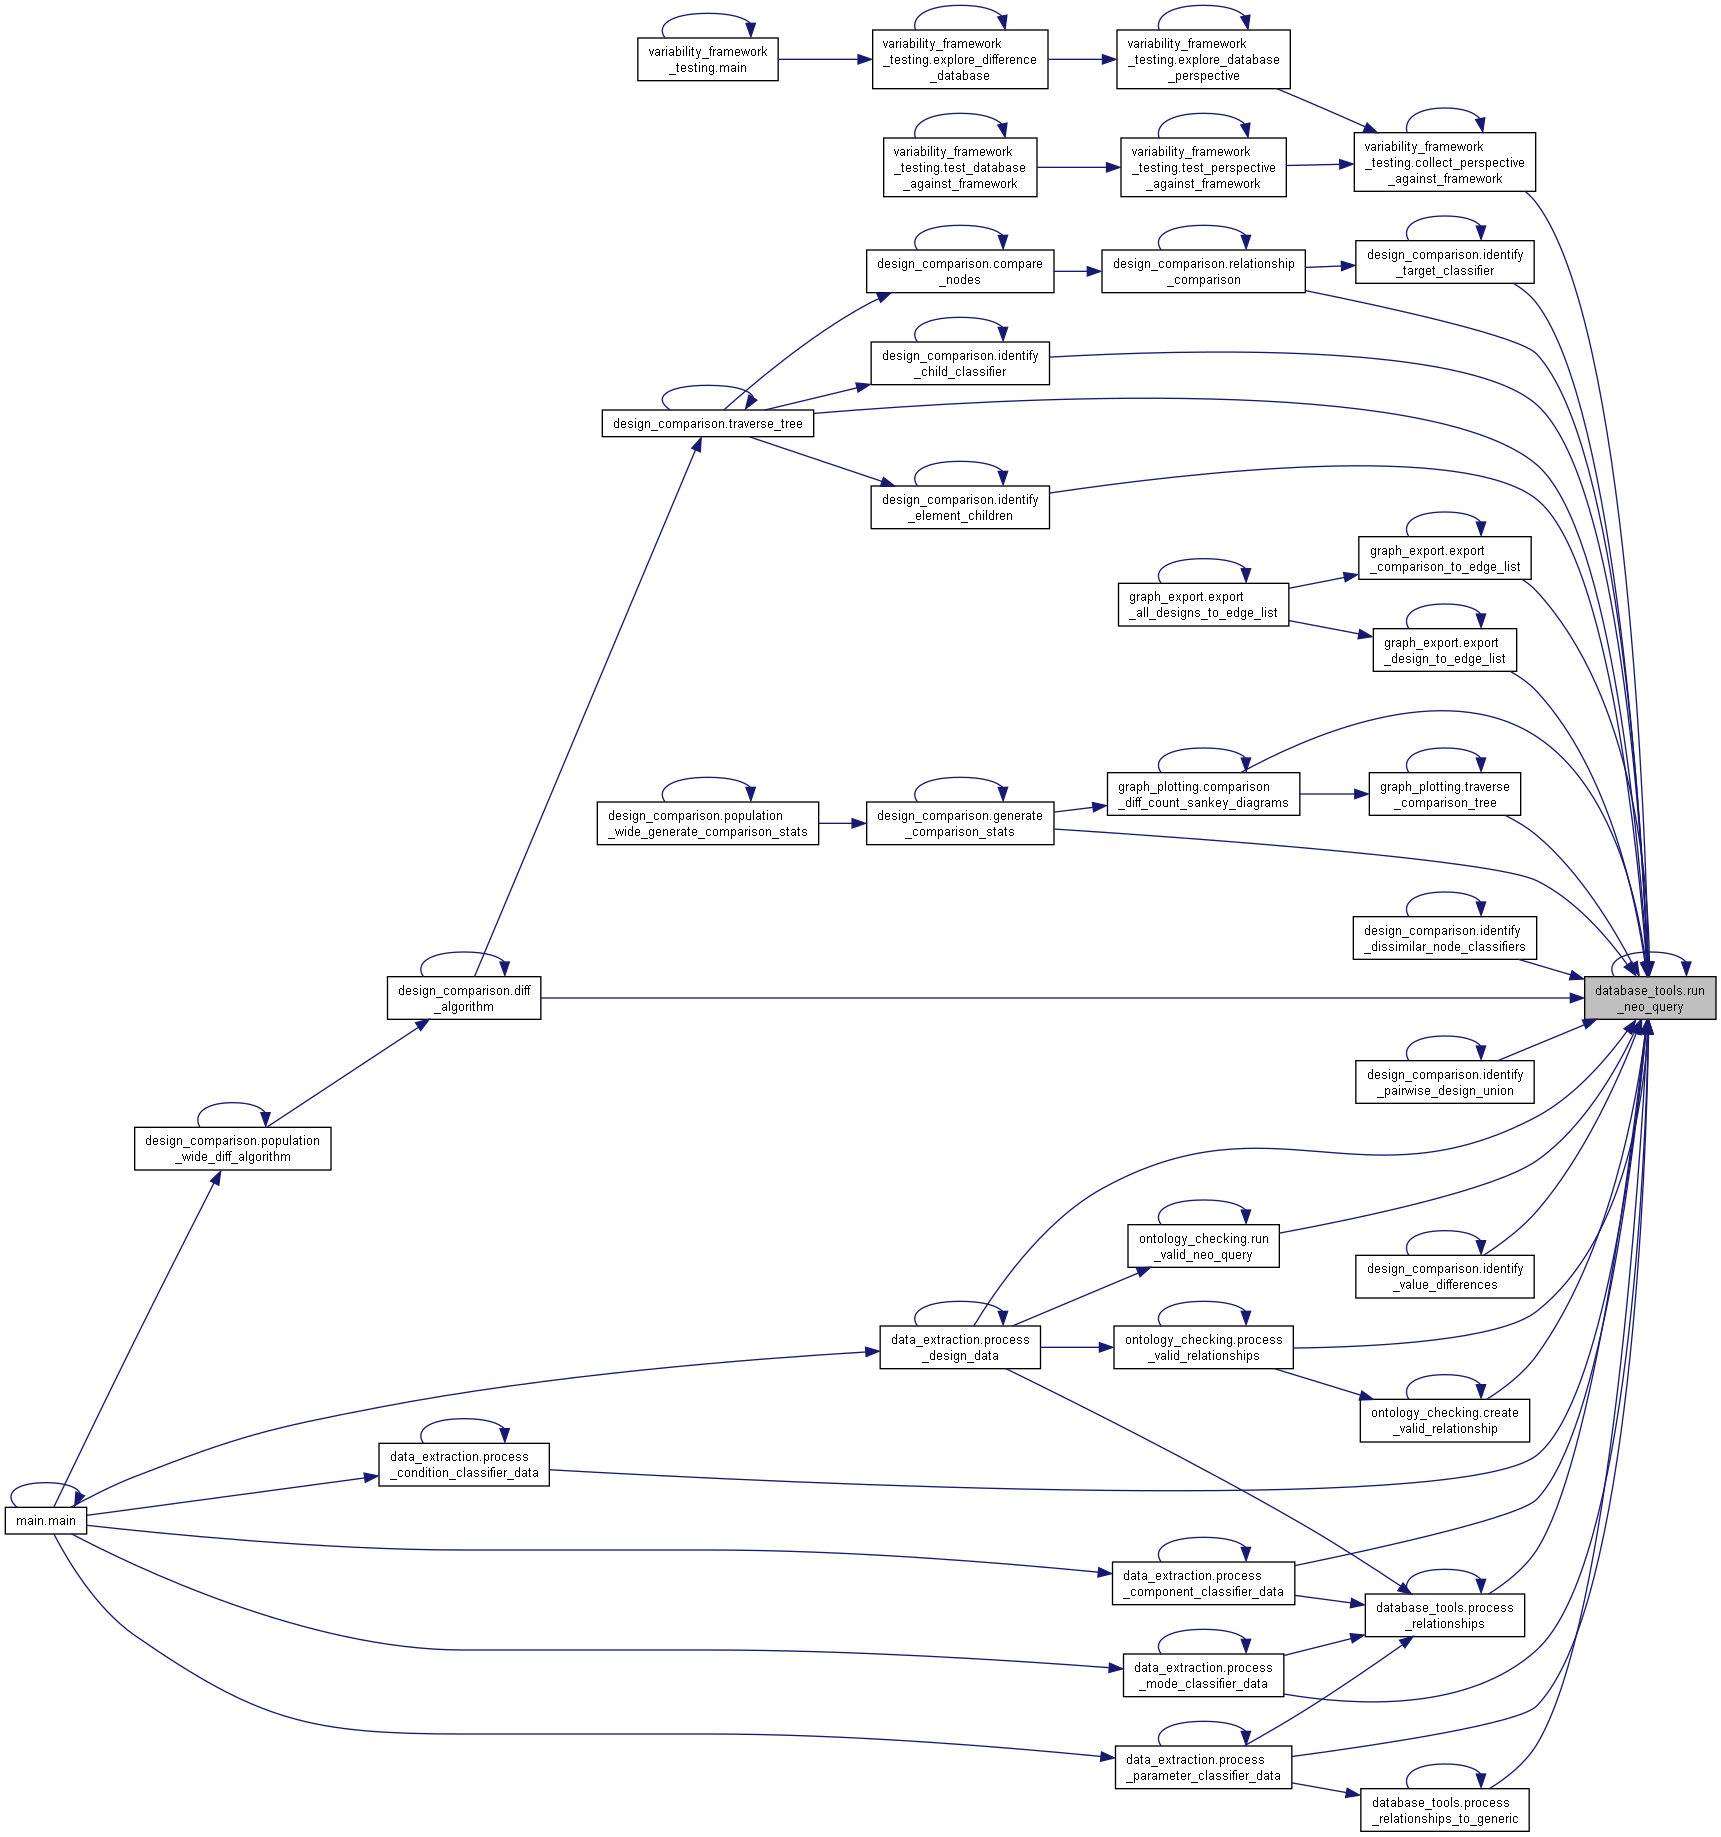 variability_framework
_testing.main
variability_framework
_testing.explore_difference
_database
variability_framework
_testing.explore_database
_perspective
variability_framework
_testing.test_database
_against_framework
variability_framework
_testing.test_perspective
_against_framework
variability_framework
_testing.collect_perspective
_against_framework
design_comparison.compare
_nodes
design_comparison.relationship
_comparison
design_comparison.identify
_target_classifier
design_comparison.identify
_child_classifier
design_comparison.traverse_tree
design_comparison.identify
_element_children
graph_export.export
_comparison_to_edge_list
graph_export.export
_all_designs_to_edge_list
graph_export.export
_design_to_edge_list
design_comparison.population
_wide_generate_comparison_stats
design_comparison.generate
_comparison_stats
graph_plotting.comparison
_diff_count_sankey_diagrams
graph_plotting.traverse
_comparison_tree
design_comparison.identify
_dissimilar_node_classifiers
design_comparison.diff
_algorithm
database_tools.run
_neo_query
design_comparison.identify
_pairwise_design_union
design_comparison.population
_wide_diff_algorithm
ontology_checking.run
_valid_neo_query
design_comparison.identify
_value_differences
data_extraction.process
_design_data
ontology_checking.process
_valid_relationships
ontology_checking.create
_valid_relationship
data_extraction.process
_condition_classifier_data
main.main
data_extraction.process
_component_classifier_data
database_tools.process
_relationships
data_extraction.process
_mode_classifier_data
data_extraction.process
_parameter_classifier_data
database_tools.process
_relationships_to_generic